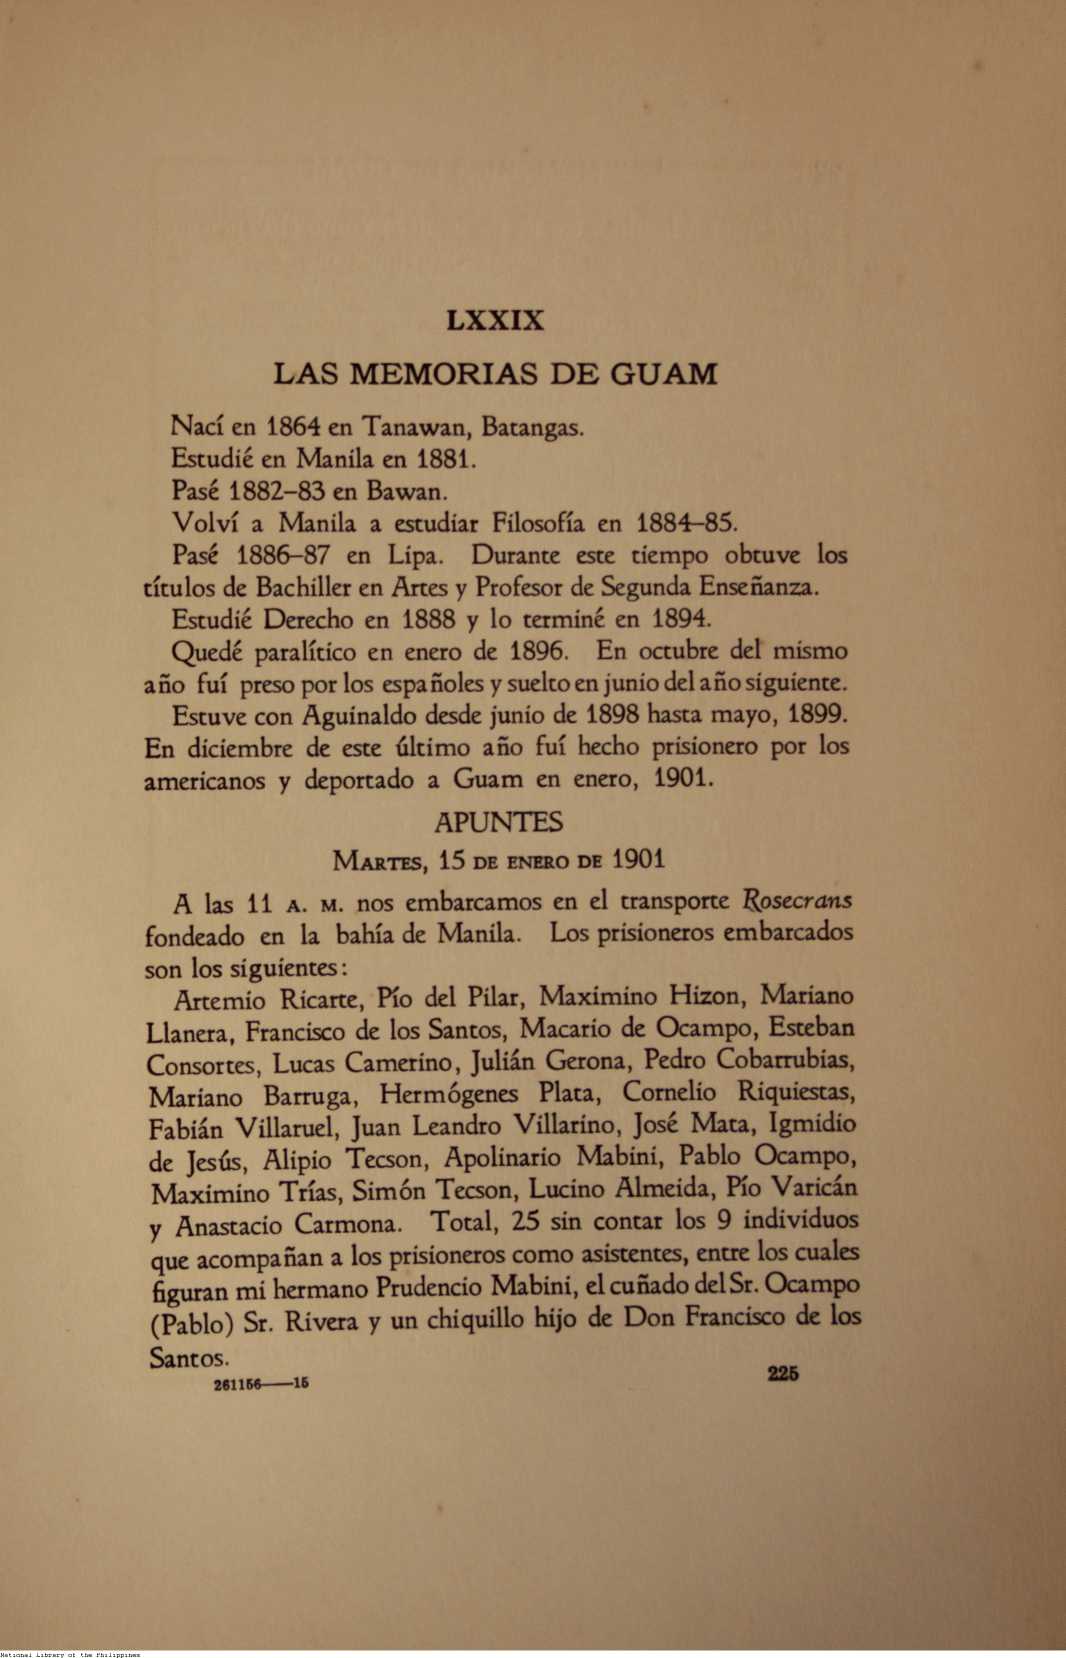 LXXIX
LAS MEMORIAS DE GUAM
Nací en 1864 en Tanawan, Batangas.
Estudié en Manila en 1881.
Pasé 1882–83 en Bawan.
Volví a Manila a estudiar Filosofía en 1884–85.
Pasé 1886–87 en Lipa. Durante este tiempo obtuve los
títulos de Bachiller en Artes y Profesor de Segunda Enseñanza.
Estudié Derecho en 1888 y lo terminé en 1894.
Quedé paralítico en enero de 1896. En octubre del mismo
año fuí preso por los españoles y suelto en junio del año siguiente.
Estuve con Aguinaldo desde junio de 1898 hasta mayo, 1899.
En diciembre de este último año fuí hecho prisionero por los
americanos y deportado a Guam en enero, 1901.
APUNTES
MARTES, 15 DE ENERO DE 1901
A las 11 A. M. nos embarcamos en el transporte Rosecrans
fondeado en la bahía de Manila. Los prisioneros embarcados
son los siguientes:
Artemio Ricarte, Pío del Pilar, Maximino Hizon, Mariano
Llanera, Francisco de los Santos, Macario de Ocampo, Esteban
Consortes, Lucas Camerino, Julián Gerona, Pedro Cobarrubias,
Mariano Barruga, Hermógenes Plata, Cornelio Riquiestas,
Fabián Villaruel, Juan Leandro Villarino, José Mata, Igmidio
de Jesús, Alipio Tecson, Apolinario Mabini, Pablo Ocampo,
Maximino Trías, Simón Tecson, Lucino Almeida, Pío Varicán
y Anastacio Carmona. Total, 25 sin contar los 9 individuos
que acompañan a los prisioneros como asistentes, entre los cuales
figuran mi hermano Prudencio Mabini, el cuñado del Sr. Ocampo
(Pablo) Sr. Rivera y un chiquillo hijo de Don Francisco de los
Santos.
261156——15 225
National Library of the Philippines